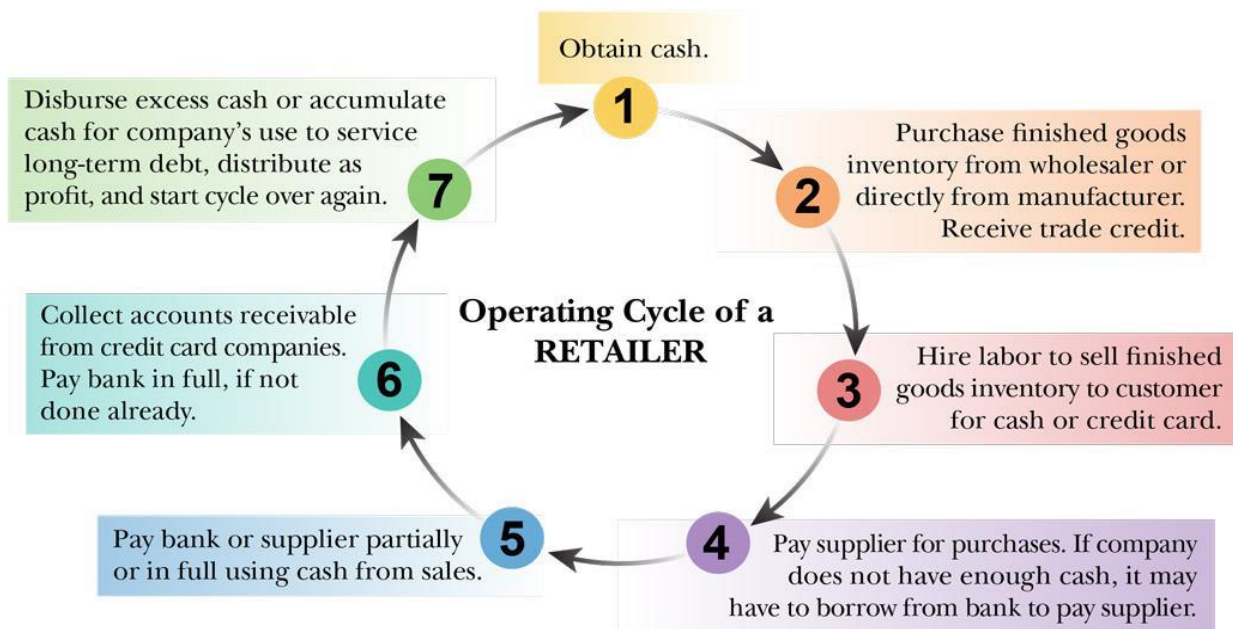 Obtain cash.
1
Purchase finished goods
inventory from wholesaler or
directly from manufacturer.
Receive trade credit.
2
Hire labor to sell finished
goods inventory to customer
for cash or credit card.
3
Pay supplier for purchases. If company
does not have enough cash, it may
have to borrow from bank to pay supplier.
4
Pay bank or supplier partially
or in full using cash from sales.
5
Collect accounts receivable
from credit card companies.
Pay bank in full, if not
done already.
6
Disburse excess cash or accumulate
cash for company’s use to service
long-term debt, distribute as
profit, and start cycle over again.
7
Operating Cycle of a
RETAILER